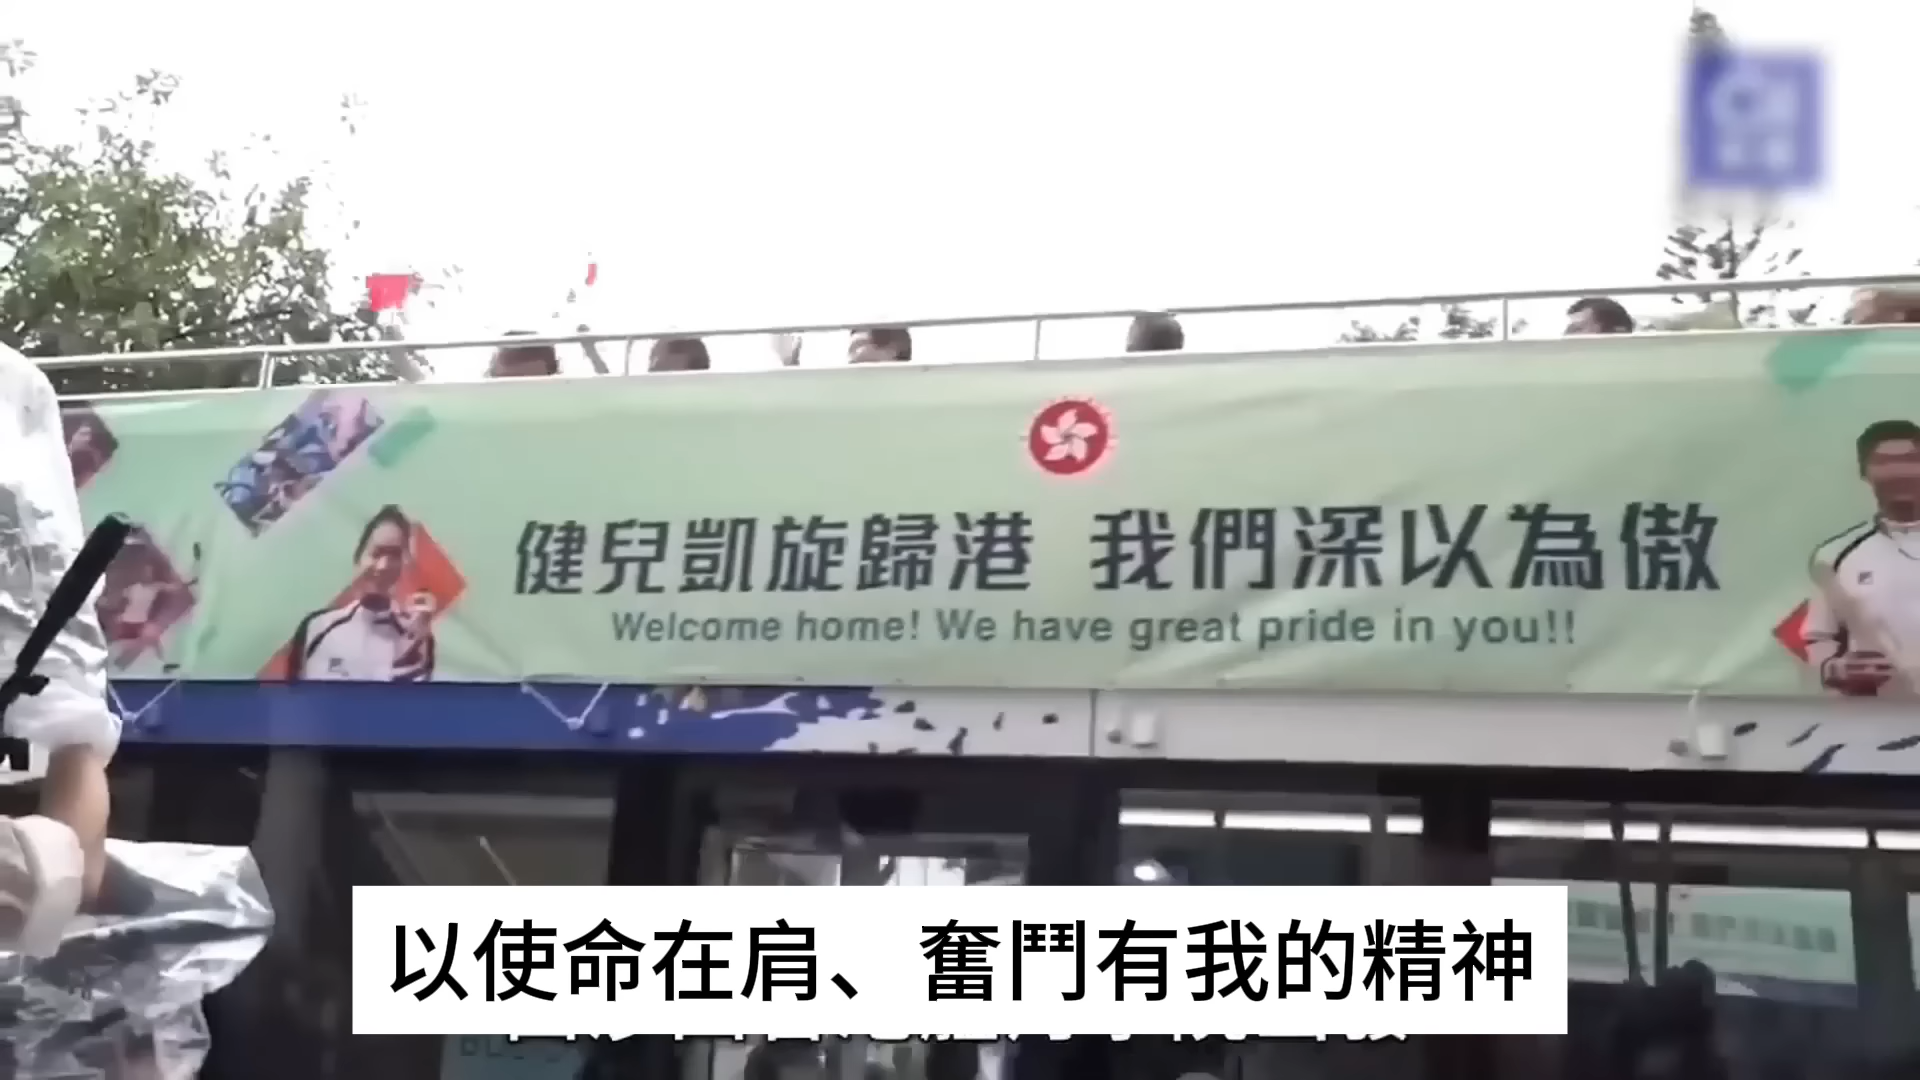 健兒凱旋歸港 我們深以為傲
Welcome home! We have great pride in you!!
以使命在肩、奮鬥有我的精神